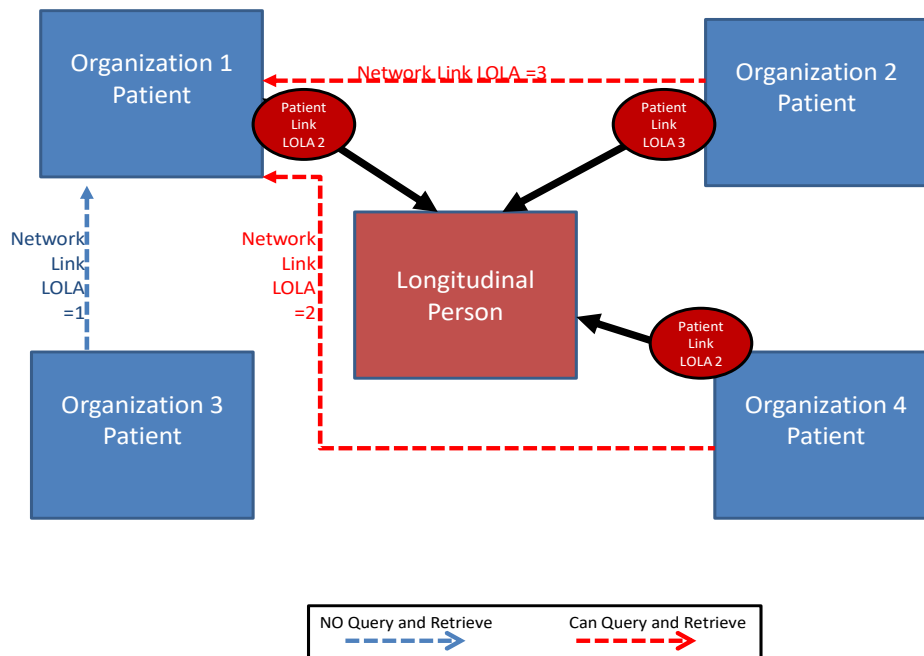 Organization 1
Patient
Network Link LOLA =3
Organization 2
Patient
Patient
Link
LOLA 2
Patient
Link
LOLA 3
Network
Link
LOLA
=1
Network
Link
LOLA
=2
Longitudinal
Person
Patient
Link
LOLA 2
Organization 3
Patient
Organization 4
Patient
NO Query and Retrieve
Can Query and Retrieve